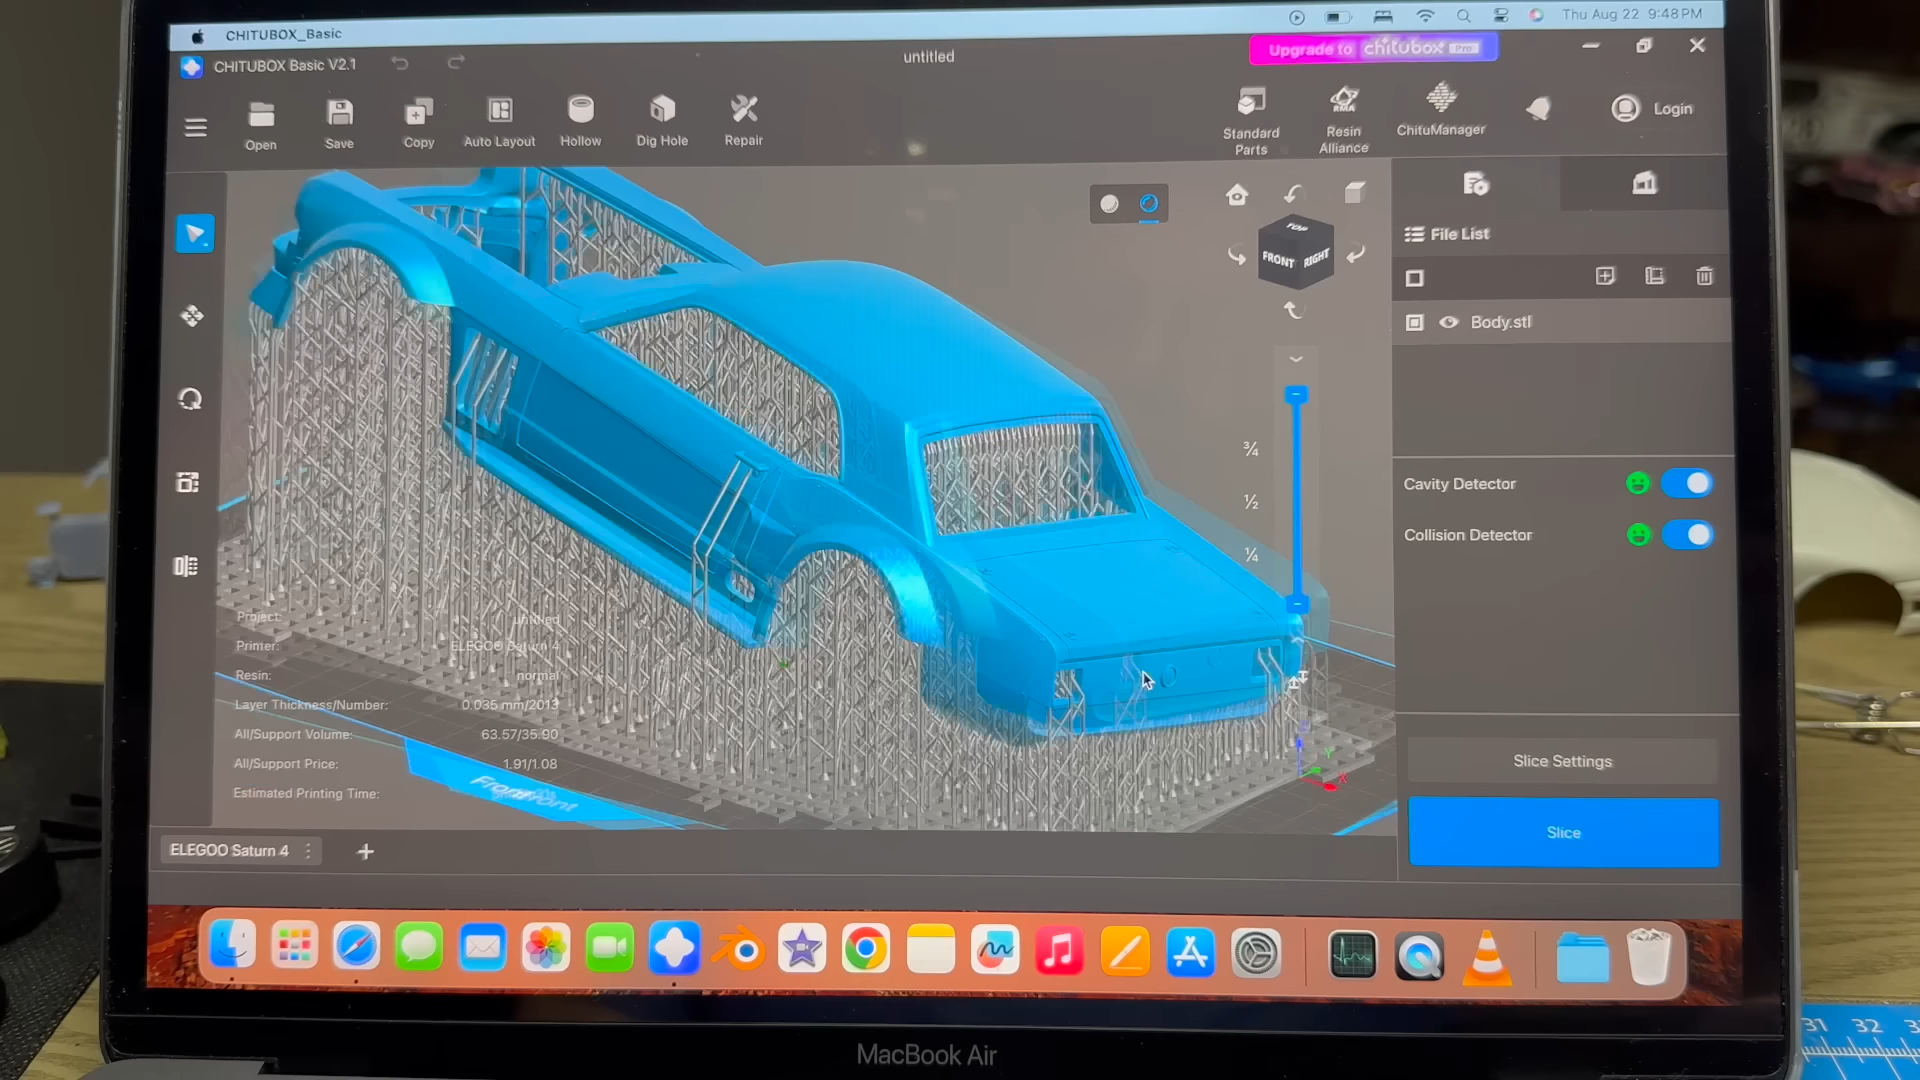 CHITUBOX_Basic
Thu Aug 22 9:48 PM
CHITUBOX Basic V2.1
untitled
Upgrade to chitubox Pro
Open
Save
Copy
Auto Layout
Hollow
Dig Hole
Repair
Standard Parts
RMA
Resin Alliance
ChituManager
Login
TOP
FRONT
RIGHT
File List
Body.stl
3/4
1/2
1/4
Cavity Detector
Collision Detector
Project: untitled
Printer: ELEGOO Saturn 4
Resin: normal
Layer Thickness/Number: 0.035 mm/2013
All/Support Volume: 63.57/35.90
All/Support Price: 1.91/1.08
Estimated Printing Time:
Y
X
Slice Settings
Slice
ELEGOO Saturn 4
MacBook Air
31 32